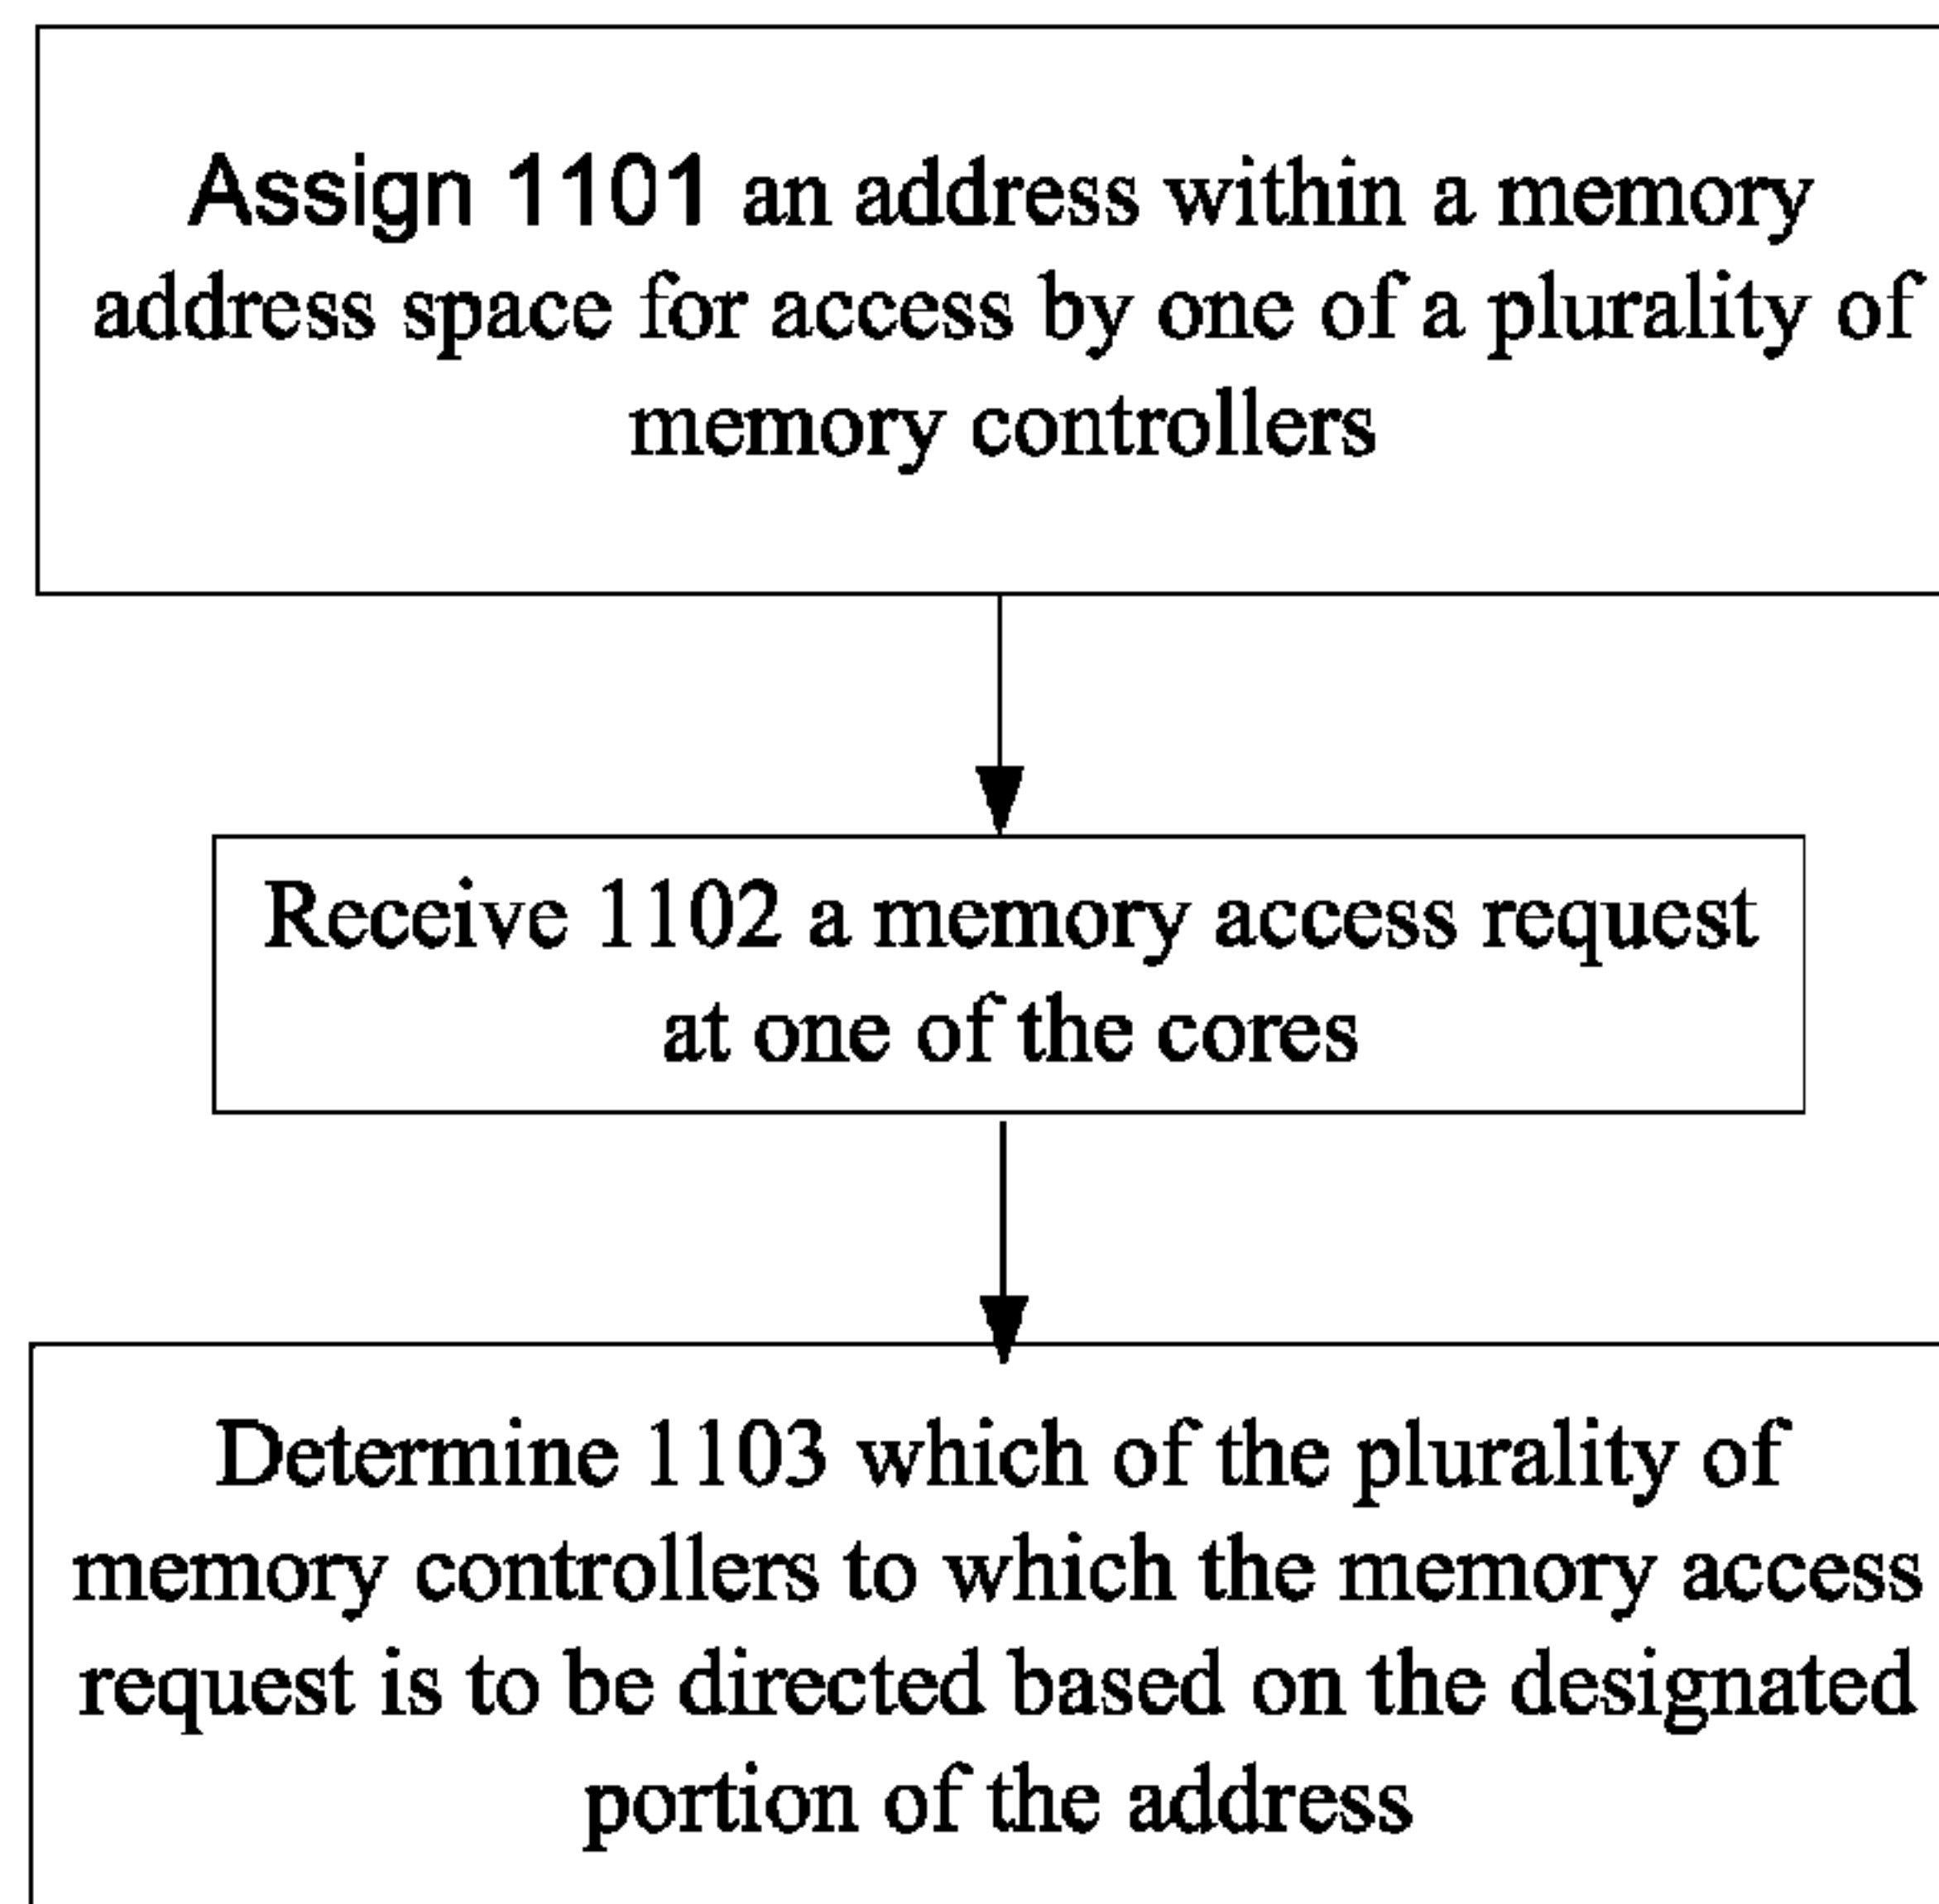 Assign 1101 an address within a memory
address space for access by one of a plurality of
memory controllers
Receive 1102 a memory access request
at one of the cores
Determine 1103 which of the plurality of
memory controllers to which the memory access
request is to be directed based on the designated
portion of the address